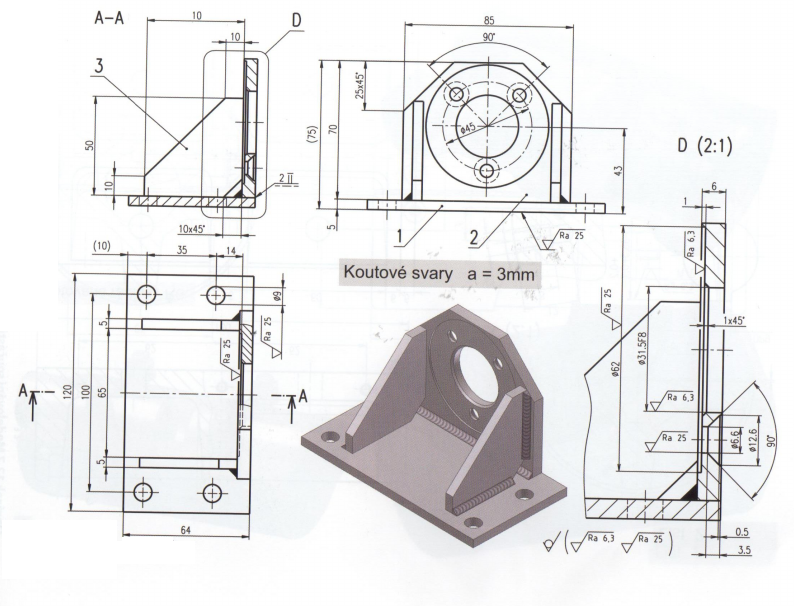 A-A
10
10
D
3
50
10
2
10x45°
85
90°
25x45°
(75)
70
5
ø45
43
1
2
Ra 25
D (2:1)
6
1
Ra 6,3
Ra 25
1x45°
ø31.5F8
ø62
Ra 6,3
Ra 25
ø6.6
ø12.6
90°
0.5
3.5
Koutové svary a = 3mm
(10)
35
14
ø9
5
65
5
100
120
Ra 25
Ra 25
A
A
64
Ra 6,3
Ra 25